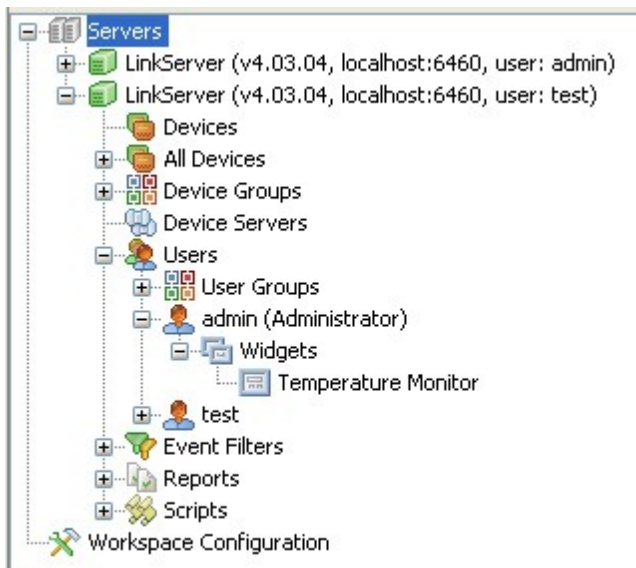 Servers
LinkServer (v4.03.04, localhost:6460, user: admin)
LinkServer (v4.03.04, localhost:6460, user: test)
Devices
All Devices
Device Groups
Device Servers
Users
User Groups
admin (Administrator)
Widgets
Temperature Monitor
test
Event Filters
Reports
Scripts
Workspace Configuration